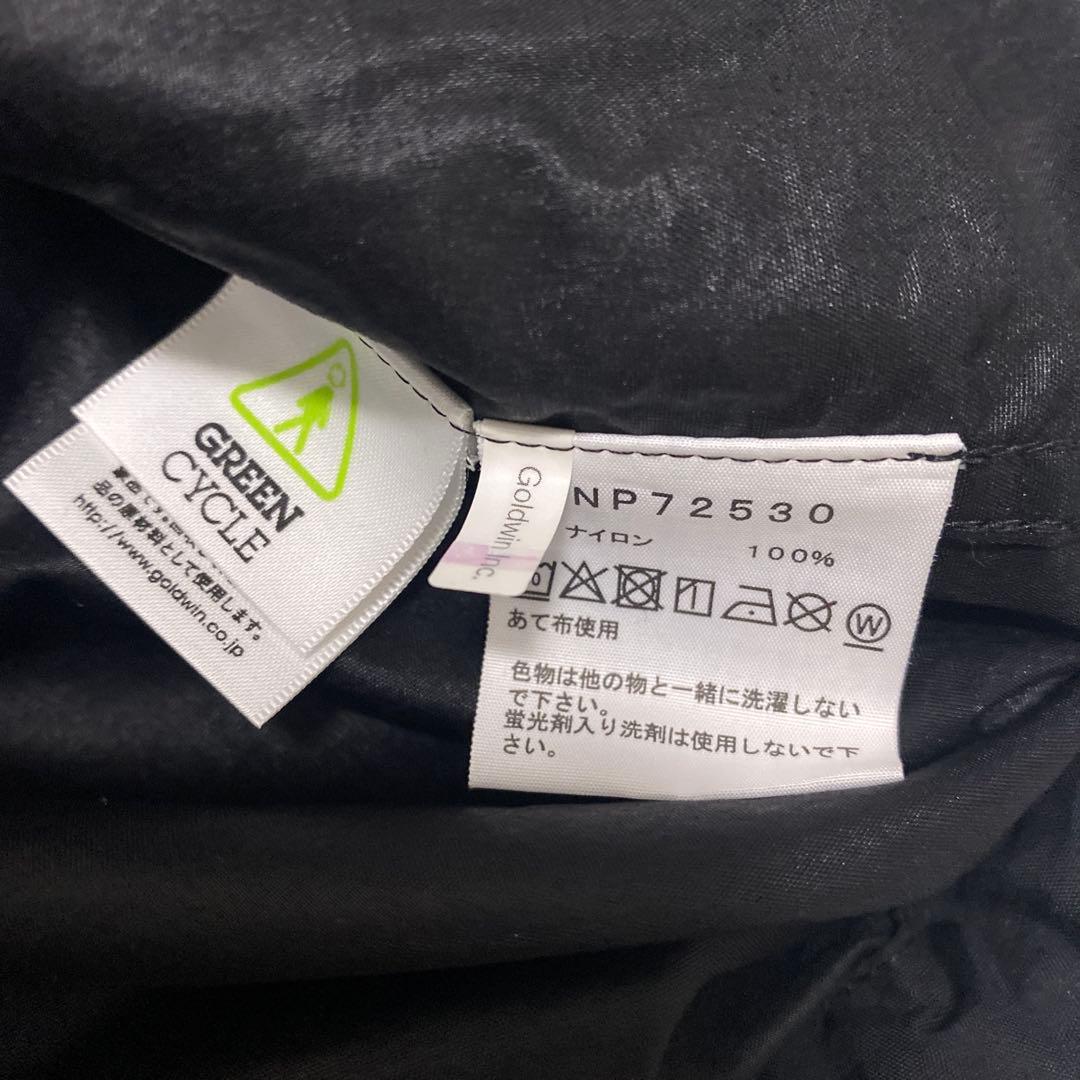 GREEN
CYCLE
品の原材料として使用します。
http://www.goldwin.co.jp
Goldwin Inc.
NP72530
ナイロン 100%
W
あて布使用
色物は他の物と一緒に洗濯しない
で下さい。
蛍光剤入り洗剤は使用しないで下
さい。